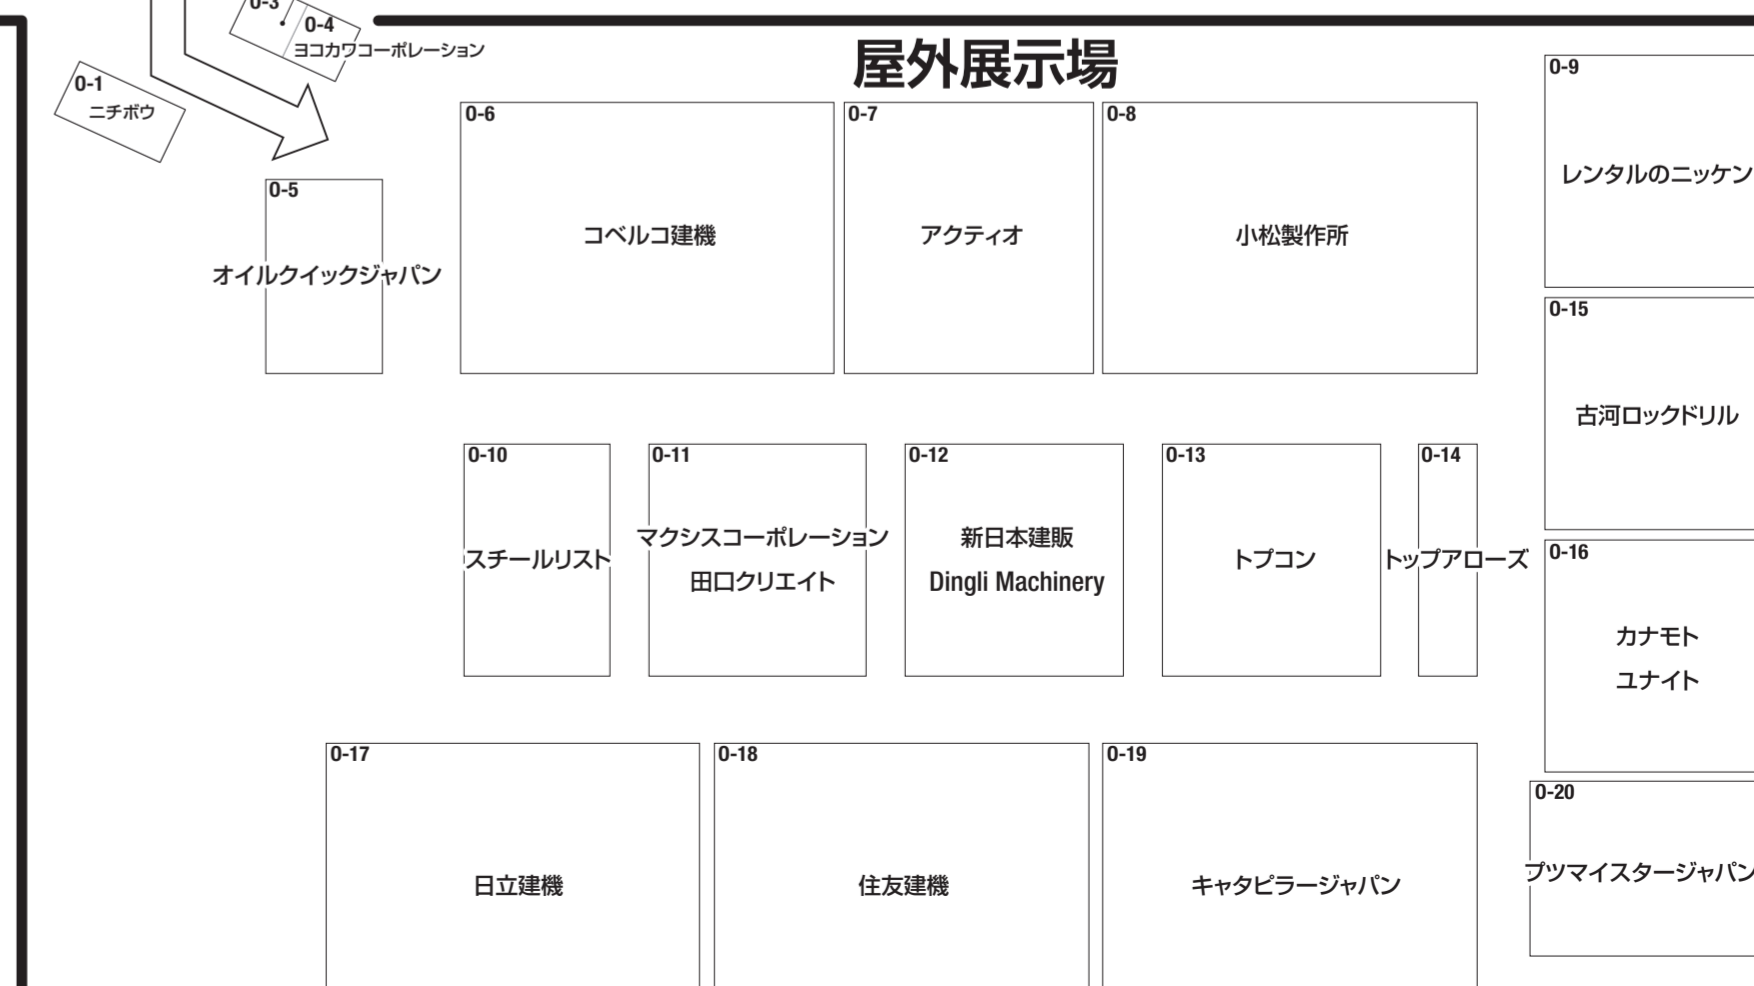 0-3
0-4
ヨコカワコーポレーション
0-1
ニチボウ
屋外展示場
0-5
オイルクイックジャパン
0-6
コベルコ建機
0-7
アクティオ
0-8
小松製作所
0-9
レンタルのニッケン
0-10
スチールリスト
0-11
マクシスコーポレーション
田口クリエイト
0-12
新日本建販
Dingli Machinery
0-13
トプコン
0-14
トップアローズ
0-15
古河ロックドリル
0-16
カナモト
ユナイト
0-17
日立建機
0-18
住友建機
0-19
キャタピラージャパン
0-20
プツマイスタージャパン